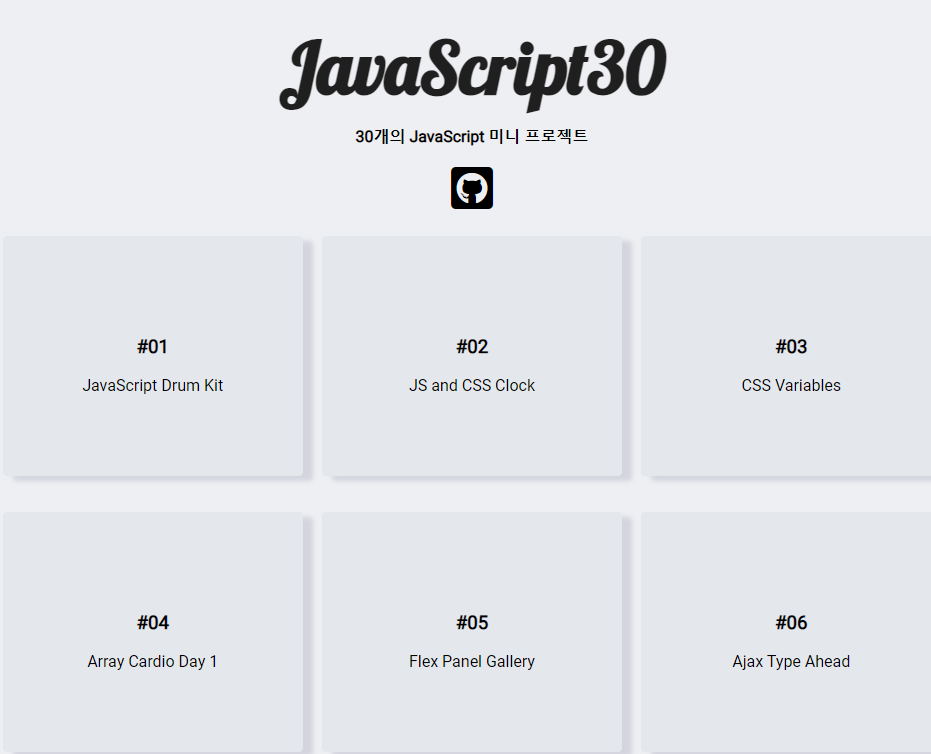 JavaScript30
30개의 JavaScript 미니 프로젝트
#01
JavaScript Drum Kit
#02
JS and CSS Clock
#03
CSS Variables
#04
Array Cardio Day 1
#05
Flex Panel Gallery
#06
Ajax Type Ahead